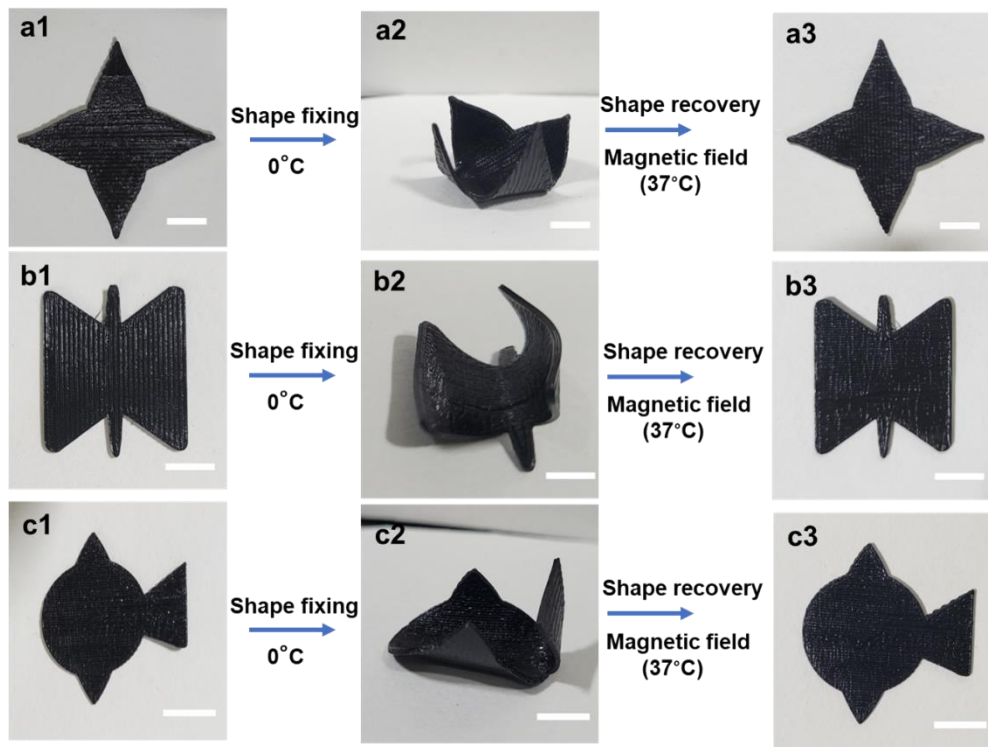 a1
Shape fixing
0°C
a2
Shape recovery
Magnetic field
(37°C)
a3
b1
Shape fixing
0°C
b2
Shape recovery
Magnetic field
(37°C)
b3
c1
Shape fixing
0°C
c2
Shape recovery
Magnetic field
(37°C)
c3